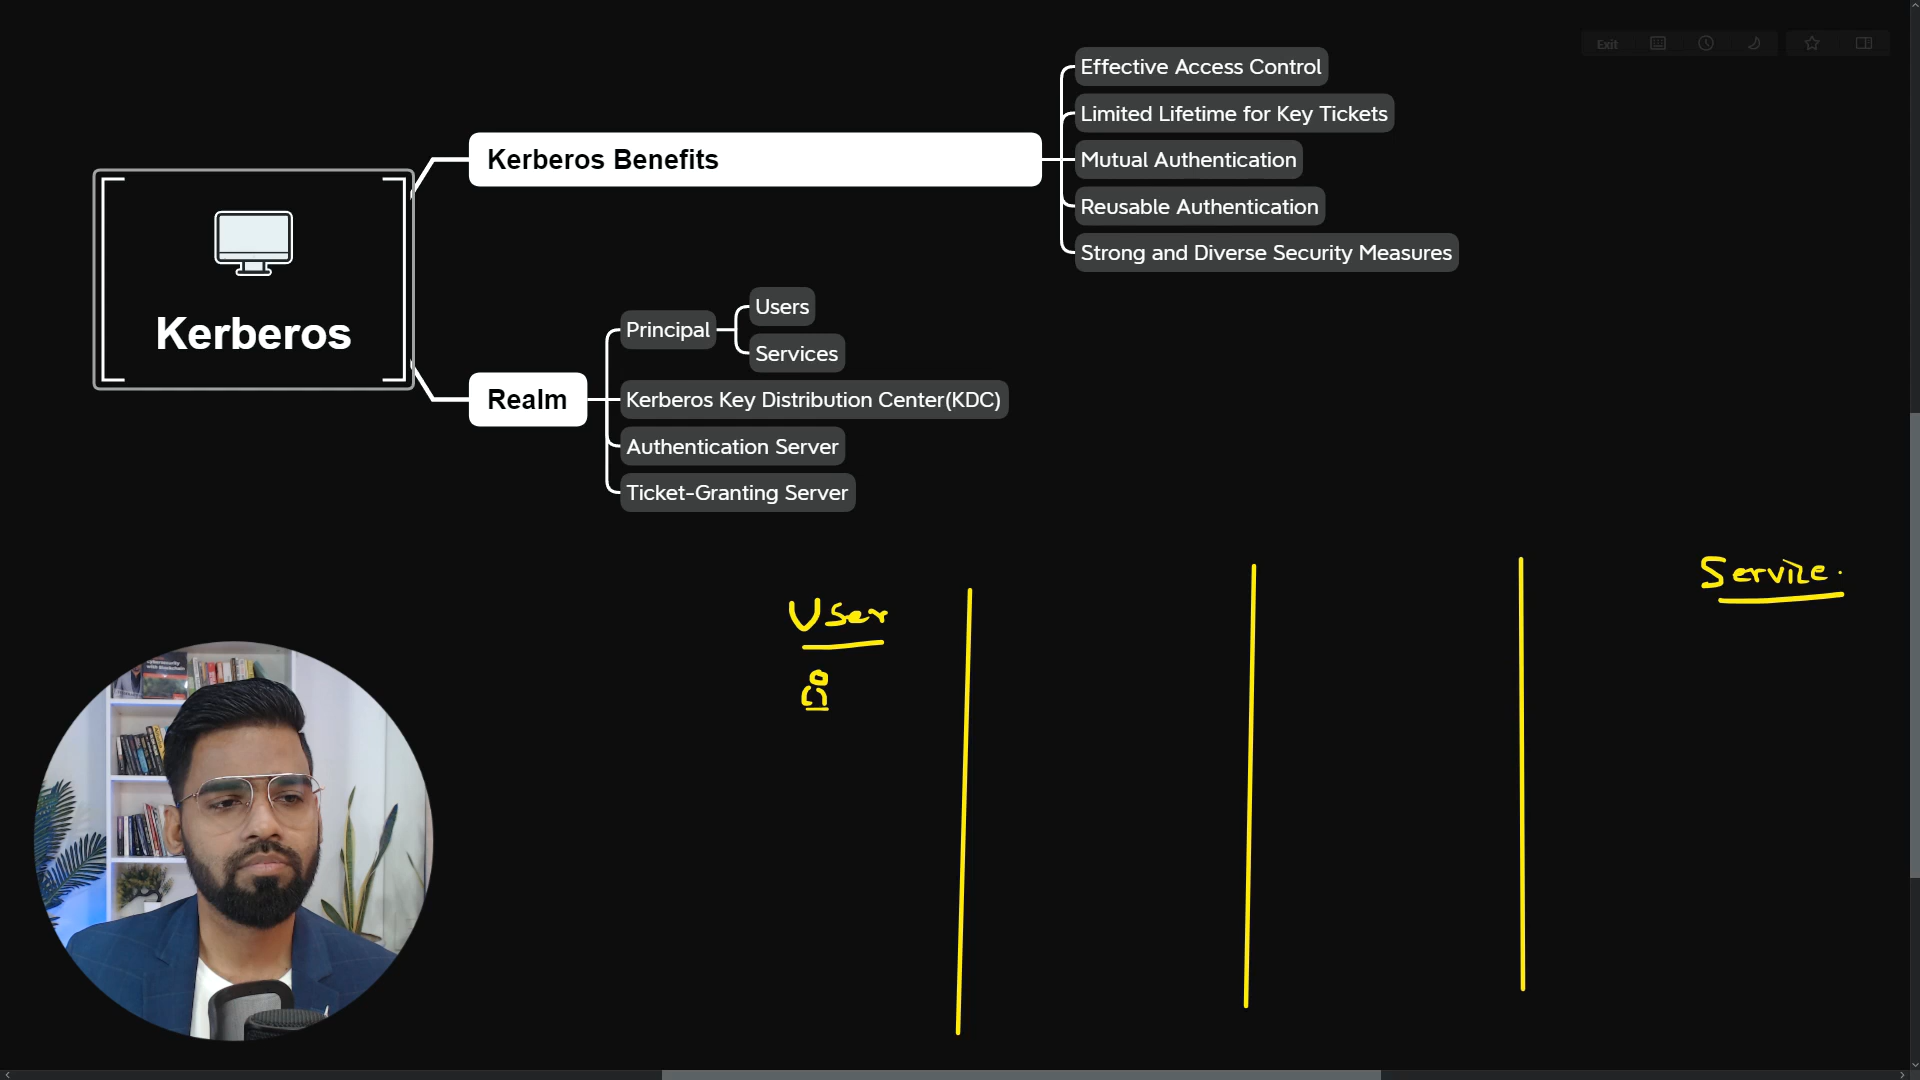 Exit
Effective Access Control
Limited Lifetime for Key Tickets
Kerberos Benefits
Mutual Authentication
Reusable Authentication
Strong and Diverse Security Measures
Kerberos
Users
Principal
Services
Realm
Kerberos Key Distribution Center(KDC)
Authentication Server
Ticket-Granting Server
User
Service.